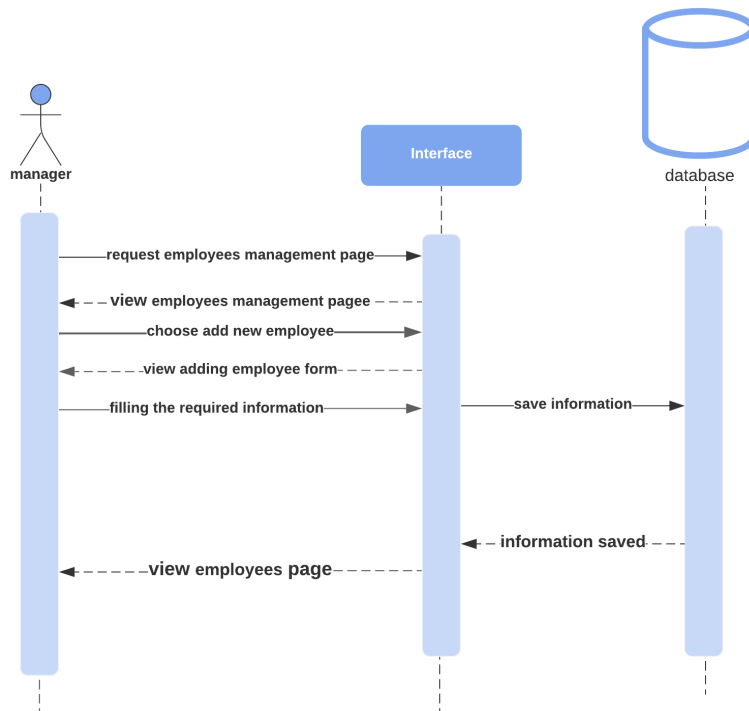 manager
Interface
database
request employees management page
view employees management pagee
choose add new employee
view adding employee form
filling the required information
save information
information saved
view employees page